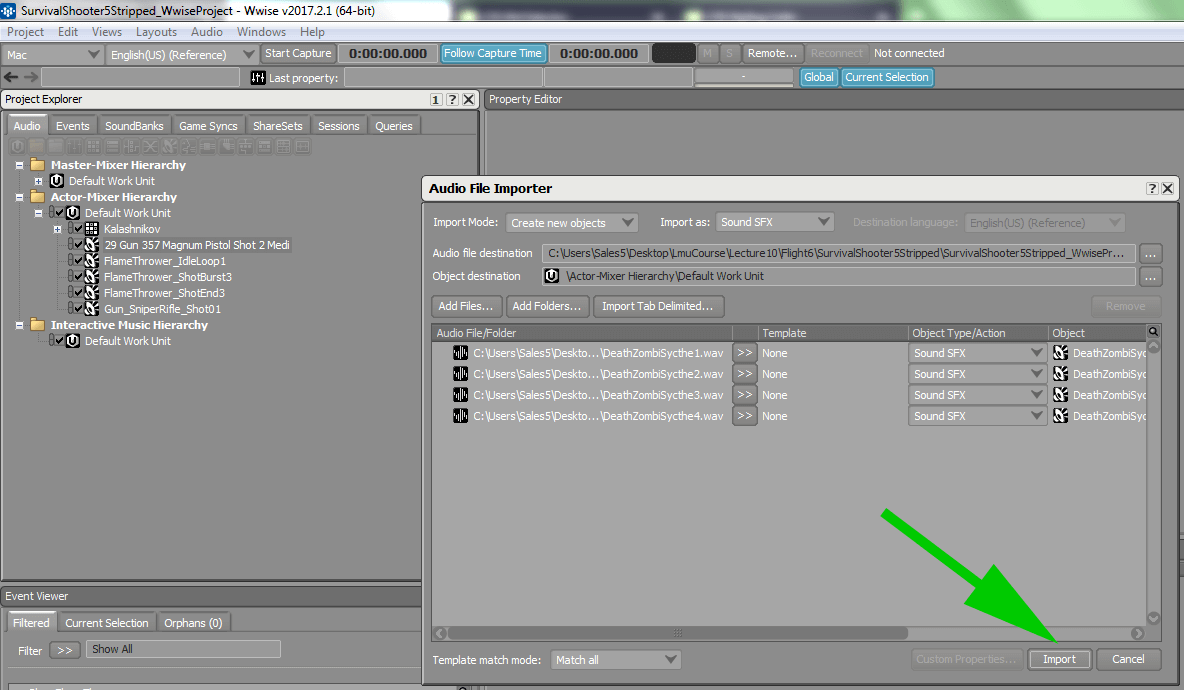 SurvivalShooter5Stripped_WwiseProject - Wwise v2017.2.1 (64-bit)
Project Edit Views Layouts Audio Windows Help
Mac English(US) (Reference) Start Capture 0:00:00.000 Follow Capture Time 0:00:00.000 M S Remote... Reconnect Not connected
Last property: - Global Current Selection
Project Explorer 1 ? X Property Editor
Audio Events SoundBanks Game Syncs ShareSets Sessions Queries
Master-Mixer Hierarchy
Default Work Unit
Actor-Mixer Hierarchy
Default Work Unit
Kalashnikov
29 Gun 357 Magnum Pistol Shot 2 Medi
FlameThrower_IdleLoop1
FlameThrower_ShotBurst3
FlameThrower_ShotEnd3
Gun_SniperRifle_Shot01
Interactive Music Hierarchy
Default Work Unit
Audio File Importer ? X
Import Mode: Create new objects Import as: Sound SFX Destination language: English(US) (Reference)
Audio file destination C:\Users\Sales5\Desktop\LmuCourse\Lecture10\Flight6\SurvivalShooter5Stripped\SurvivalShooter5Stripped_WwisePr... ...
Object destination \Actor-Mixer Hierarchy\Default Work Unit ...
Add Files... Add Folders... Import Tab Delimited... Remove
Audio File/Folder Template Object Type/Action Object
C:\Users\Sales5\Deskto...\DeathZombiSycthe1.wav >> None Sound SFX DeathZombiSyc
C:\Users\Sales5\Deskto...\DeathZombiSycthe2.wav >> None Sound SFX DeathZombiSyc
C:\Users\Sales5\Deskto...\DeathZombiSycthe3.wav >> None Sound SFX DeathZombiSyc
C:\Users\Sales5\Deskto...\DeathZombiSycthe4.wav >> None Sound SFX DeathZombiSyc
Template match mode: Match all Custom Properties... Import Cancel
Event Viewer
Filtered Current Selection Orphans (0)
Filter >> Show All